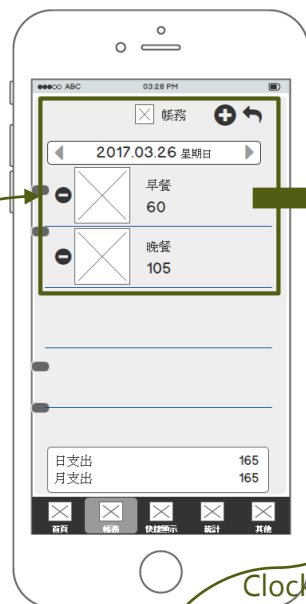 ABC 03:28 PM
帳務
2017.03.26 星期日
早餐
60
晚餐
105
日支出 165
月支出 165
首頁 帳務 快捷顯示 統計 其他
Clock